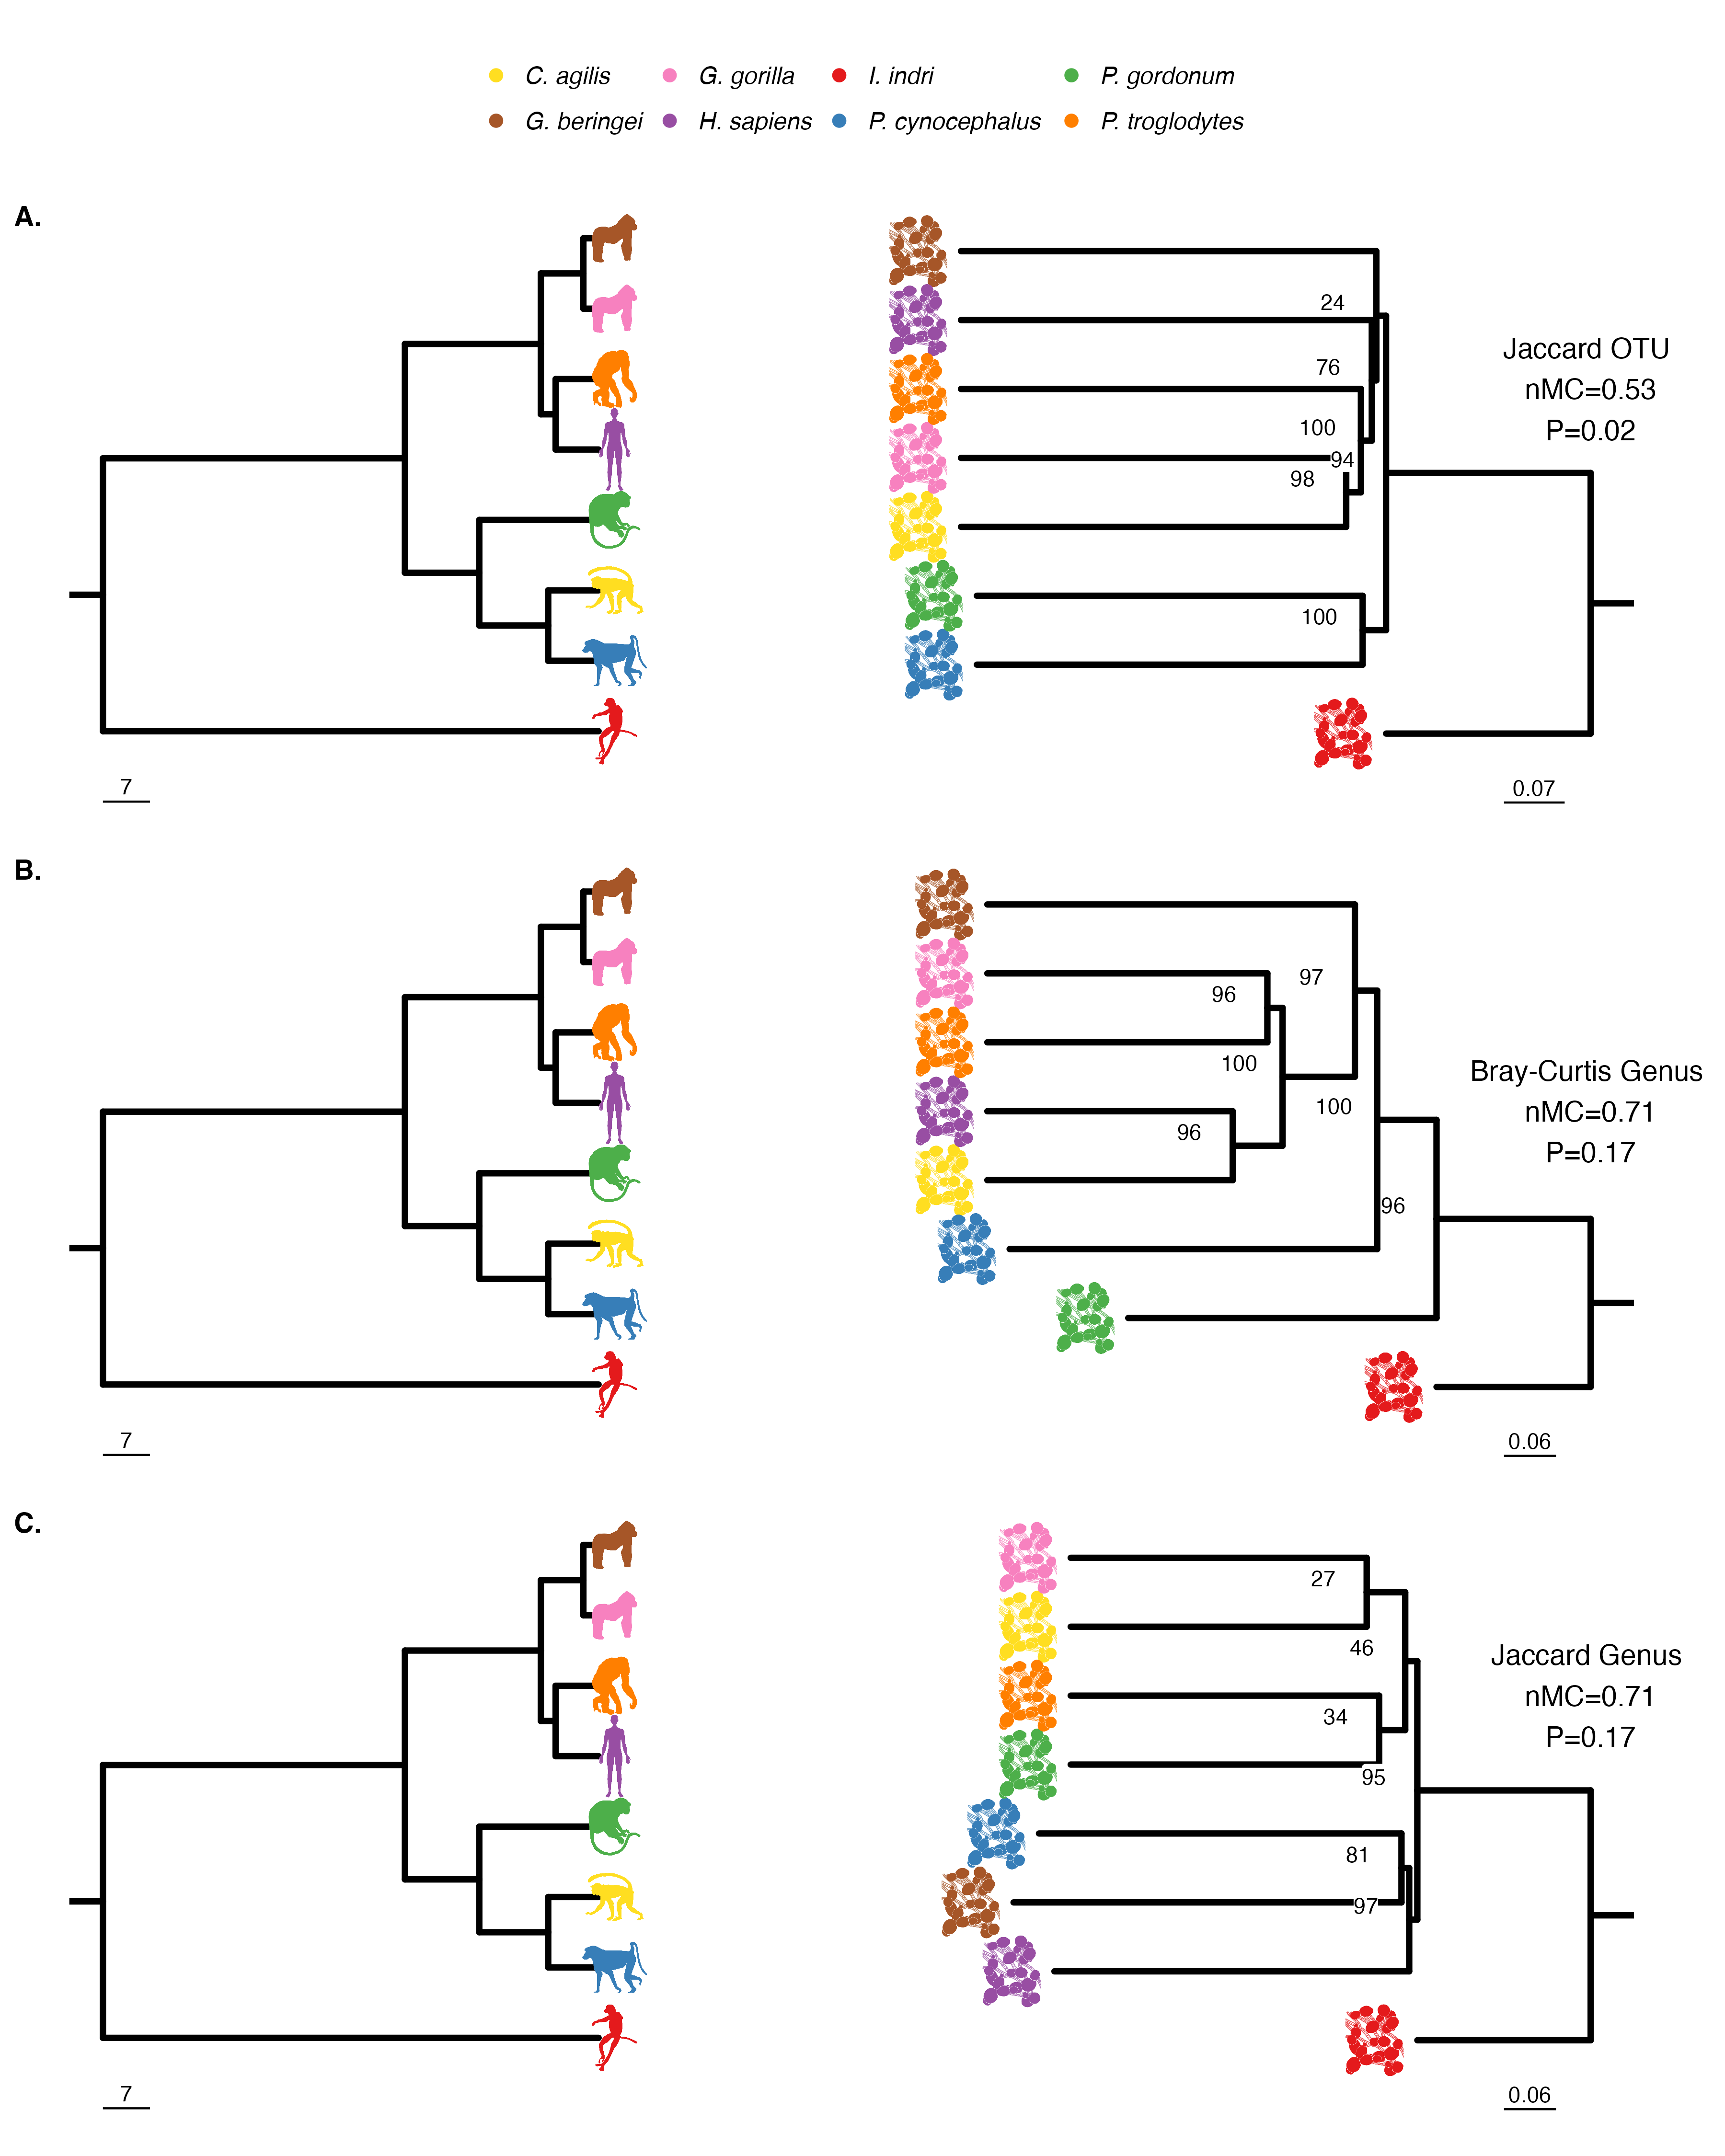 C. agilis G. gorilla I. indri P. gordonum
G. beringei H. sapiens P. cynocephalus P. troglodytes
A.
24
Jaccard OTU
nMC=0.53
P=0.02
76
100
94
98
100
7
0.07
B.
97
96
100
Bray-Curtis Genus
nMC=0.71
P=0.17
100
96
96
7
0.06
C.
27
46
Jaccard Genus
nMC=0.71
P=0.17
34
95
81
97
7
0.06